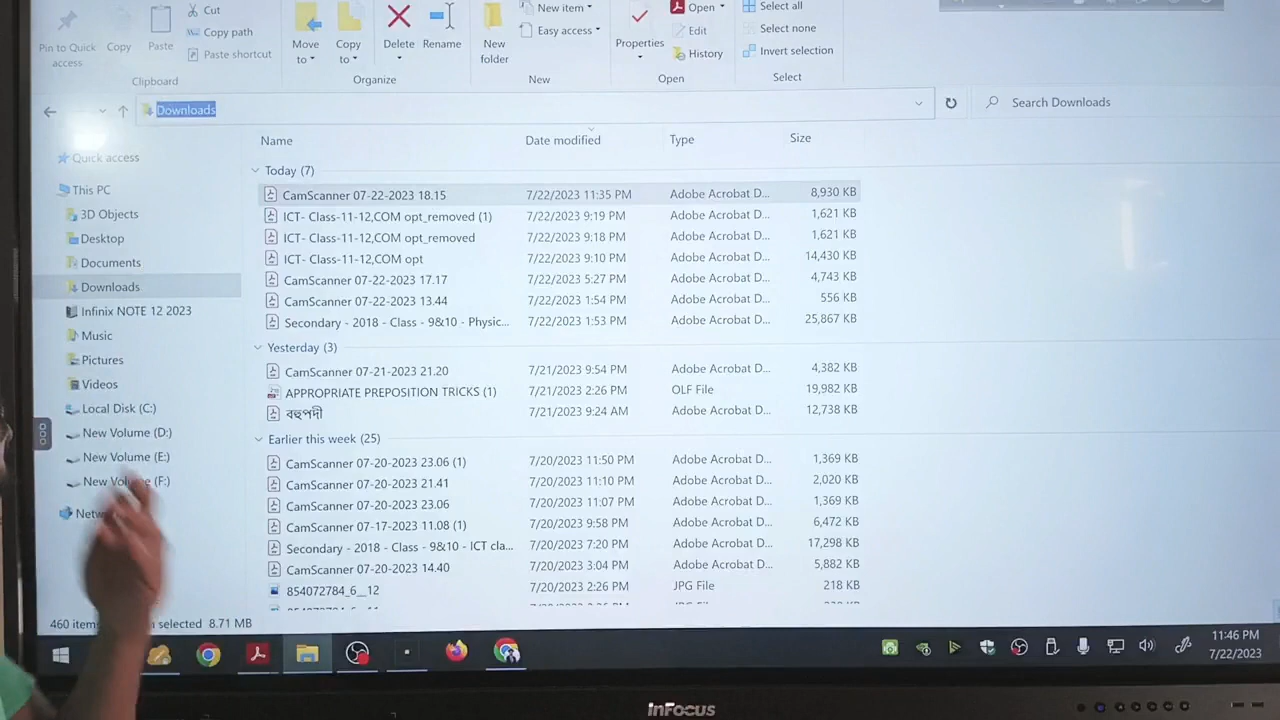 Pin to Quick access
Copy
Paste
Cut
Copy path
Paste shortcut
Clipboard
Move to
Copy to
Delete
Rename
Organize
New folder
New item
Easy access
New
Properties
Open
Edit
History
Open
Select all
Select none
Invert selection
Select
Downloads
Search Downloads
Quick access
This PC
3D Objects
Desktop
Documents
Downloads
Infinix NOTE 12 2023
Music
Pictures
Videos
Local Disk (C:)
New Volume (D:)
New Volume (E:)
New Volume (F:)
Name Date modified Type Size
Today (7)
CamScanner 07-22-2023 18.15 7/22/2023 11:35 PM Adobe Acrobat D... 8,930 KB
ICT- Class-11-12,COM opt_removed (1) 7/22/2023 9:19 PM Adobe Acrobat D... 1,621 KB
ICT- Class-11-12,COM opt_removed 7/22/2023 9:18 PM Adobe Acrobat D... 1,621 KB
ICT- Class-11-12,COM opt 7/22/2023 9:10 PM Adobe Acrobat D... 14,430 KB
CamScanner 07-22-2023 17.17 7/22/2023 5:27 PM Adobe Acrobat D... 4,743 KB
CamScanner 07-22-2023 13.44 7/22/2023 1:54 PM Adobe Acrobat D... 556 KB
Secondary - 2018 - Class - 9&10 - Physic... 7/22/2023 1:53 PM Adobe Acrobat D... 25,867 KB
Yesterday (3)
CamScanner 07-21-2023 21.20 7/21/2023 9:54 PM Adobe Acrobat D... 4,382 KB
APPROPRIATE PREPOSITION TRICKS (1) 7/21/2023 2:26 PM OLF File 19,982 KB
বহুপদী 7/21/2023 9:24 AM Adobe Acrobat D... 12,738 KB
Earlier this week (25)
CamScanner 07-20-2023 23.06 (1) 7/20/2023 11:50 PM Adobe Acrobat D... 1,369 KB
CamScanner 07-20-2023 21.41 7/20/2023 11:10 PM Adobe Acrobat D... 2,020 KB
CamScanner 07-20-2023 23.06 7/20/2023 11:07 PM Adobe Acrobat D... 1,369 KB
CamScanner 07-17-2023 11.08 (1) 7/20/2023 9:58 PM Adobe Acrobat D... 6,472 KB
Secondary - 2018 - Class - 9&10 - ICT cla... 7/20/2023 7:20 PM Adobe Acrobat D... 17,298 KB
CamScanner 07-20-2023 14.40 7/20/2023 3:04 PM Adobe Acrobat D... 5,882 KB
854072784_6__12 7/20/2023 2:26 PM JPG File 218 KB
460 selected 8.71 MB
11:46 PM
7/22/2023
InFocus